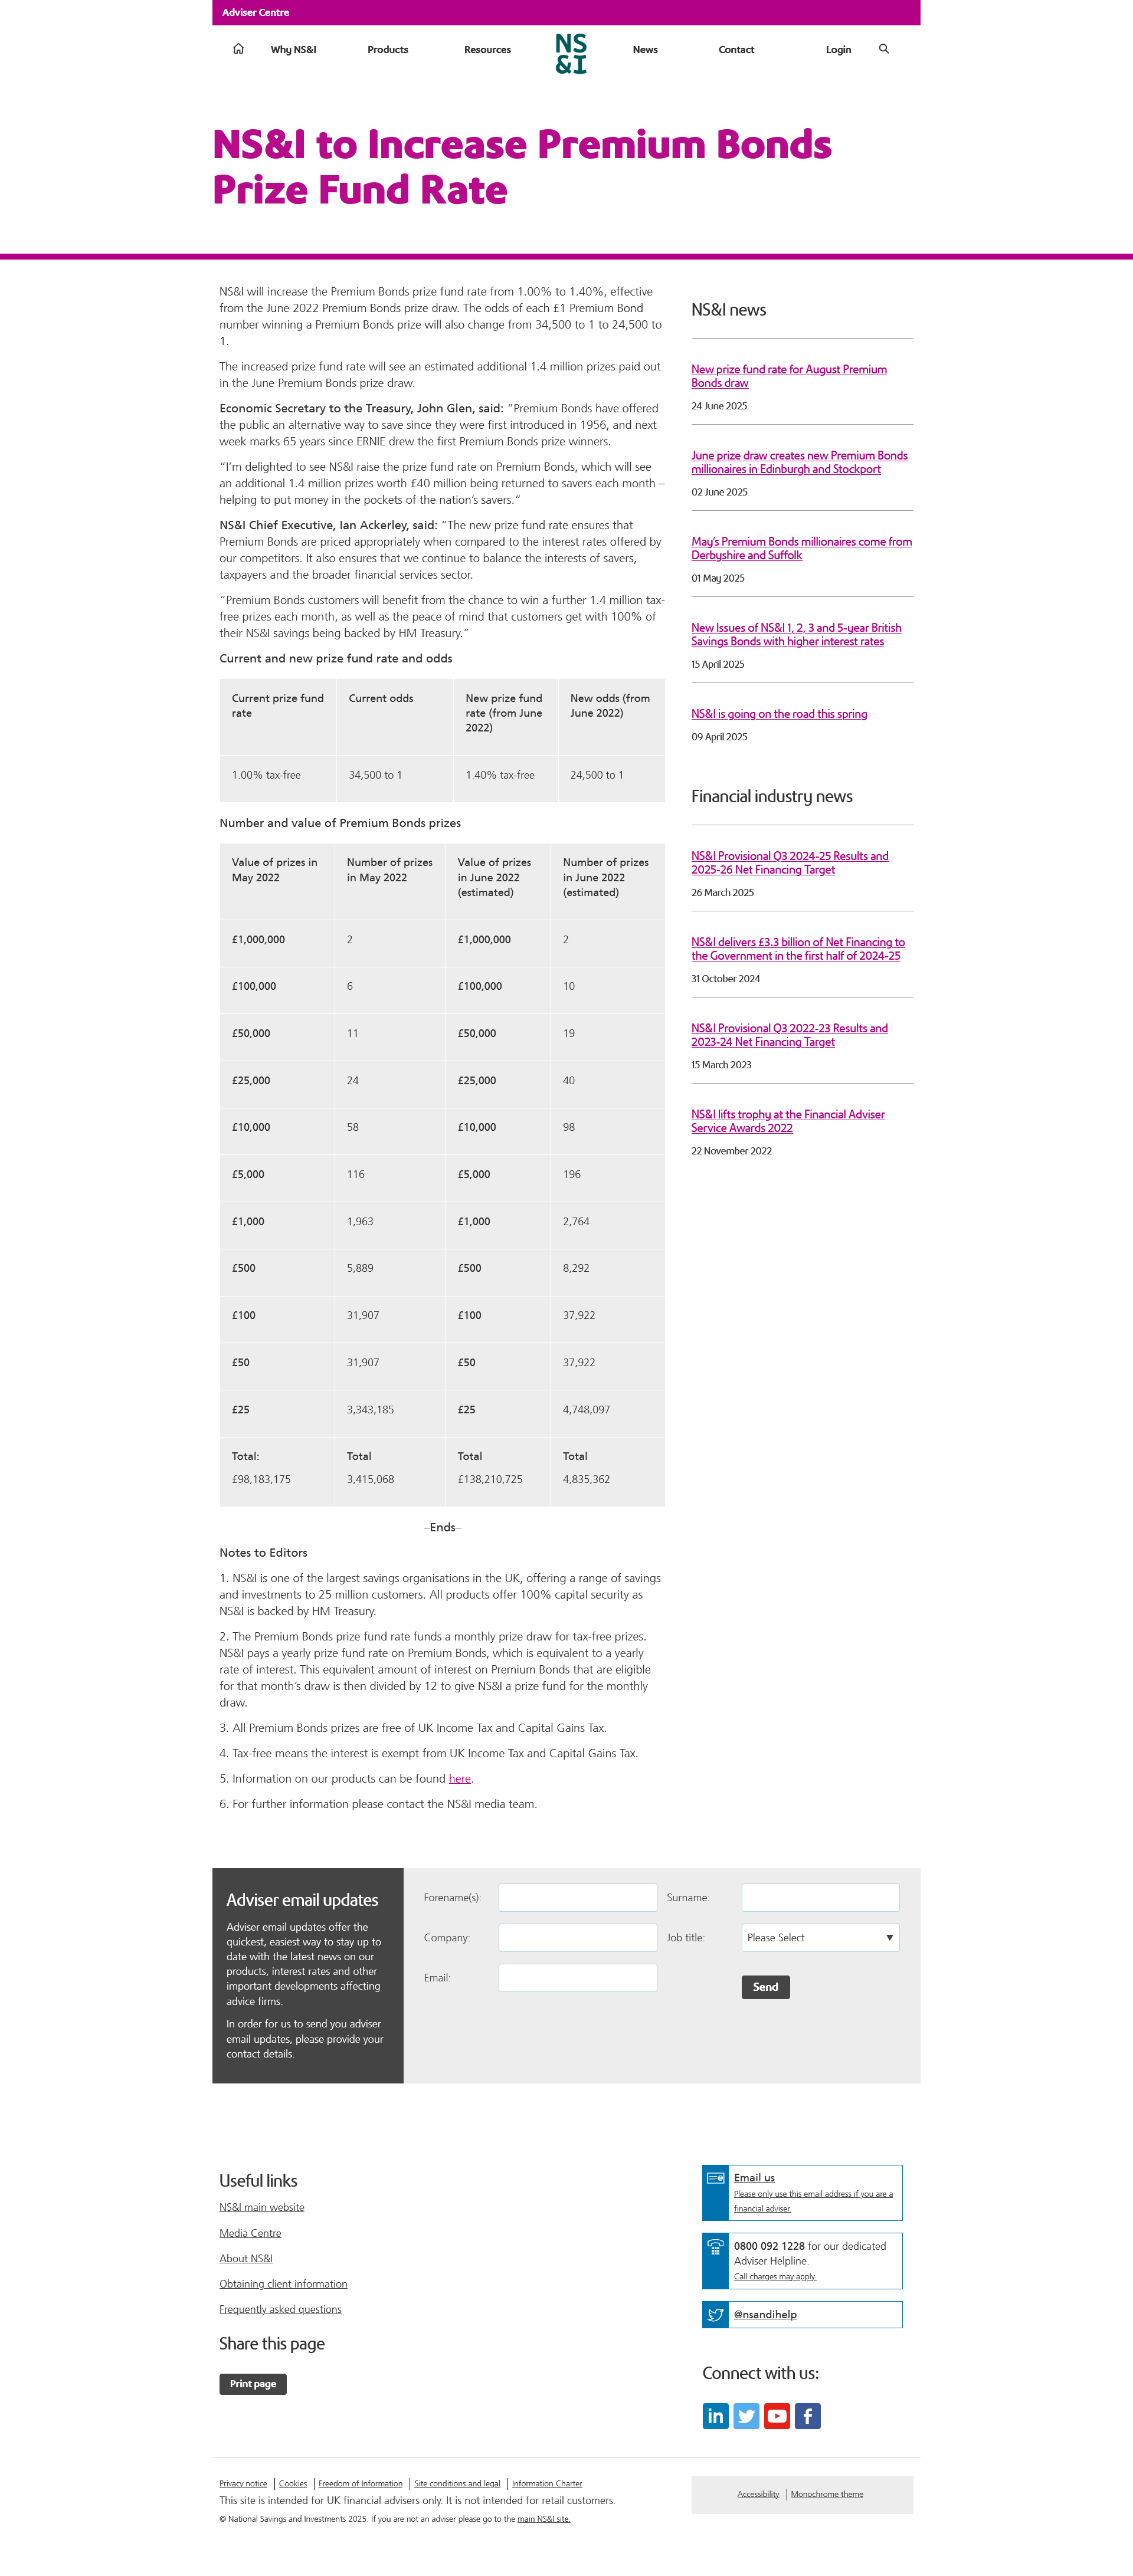 Adviser Centre
Why NS&I
Products
Resources
NS
&I
News
Contact
Login
NS&I to Increase Premium Bonds
Prize Fund Rate
NS&I will increase the Premium Bonds prize fund rate from 1.00% to 1.40%, effective
from the June 2022 Premium Bonds prize draw. The odds of each £1 Premium Bond
number winning a Premium Bonds prize will also change from 34,500 to 1 to 24,500 to
1.
The increased prize fund rate will see an estimated additional 1.4 million prizes paid out
in the June Premium Bonds prize draw.
Economic Secretary to the Treasury, John Glen, said: “Premium Bonds have offered
the public an alternative way to save since they were first introduced in 1956, and next
week marks 65 years since ERNIE drew the first Premium Bonds prize winners.
“I’m delighted to see NS&I raise the prize fund rate on Premium Bonds, which will see
an additional 1.4 million prizes worth £40 million being returned to savers each month –
helping to put money in the pockets of the nation’s savers.”
NS&I Chief Executive, Ian Ackerley, said: “The new prize fund rate ensures that
Premium Bonds are priced appropriately when compared to the interest rates offered by
our competitors. It also ensures that we continue to balance the interests of savers,
taxpayers and the broader financial services sector.
“Premium Bonds customers will benefit from the chance to win a further 1.4 million tax-
free prizes each month, as well as the peace of mind that customers get with 100% of
their NS&I savings being backed by HM Treasury.”
Current and new prize fund rate and odds
Current prize fund
rate
Current odds
New prize fund
rate (from June
2022)
New odds (from
June 2022)
1.00% tax-free
34,500 to 1
1.40% tax-free
24,500 to 1
Number and value of Premium Bonds prizes
Value of prizes in
May 2022
Number of prizes
in May 2022
Value of prizes
in June 2022
(estimated)
Number of prizes
in June 2022
(estimated)
£1,000,000 2 £1,000,000 2
£100,000 6 £100,000 10
£50,000 11 £50,000 19
£25,000 24 £25,000 40
£10,000 58 £10,000 98
£5,000 116 £5,000 196
£1,000 1,963 £1,000 2,764
£500 5,889 £500 8,292
£100 31,907 £100 37,922
£50 31,907 £50 37,922
£25 3,343,185 £25 4,748,097
Total: Total Total Total
£98,183,175 3,415,068 £138,210,725 4,835,362
–Ends–
Notes to Editors
1. NS&I is one of the largest savings organisations in the UK, offering a range of savings
and investments to 25 million customers. All products offer 100% capital security as
NS&I is backed by HM Treasury.
2. The Premium Bonds prize fund rate funds a monthly prize draw for tax-free prizes.
NS&I pays a yearly prize fund rate on Premium Bonds, which is equivalent to a yearly
rate of interest. This equivalent amount of interest on Premium Bonds that are eligible
for that month’s draw is then divided by 12 to give NS&I a prize fund for the monthly
draw.
3. All Premium Bonds prizes are free of UK Income Tax and Capital Gains Tax.
4. Tax-free means the interest is exempt from UK Income Tax and Capital Gains Tax.
5. Information on our products can be found here.
6. For further information please contact the NS&I media team.
NS&I news
New prize fund rate for August Premium
Bonds draw
24 June 2025
June prize draw creates new Premium Bonds
millionaires in Edinburgh and Stockport
02 June 2025
May’s Premium Bonds millionaires come from
Derbyshire and Suffolk
01 May 2025
New Issues of NS&I 1, 2, 3 and 5-year British
Savings Bonds with higher interest rates
15 April 2025
NS&I is going on the road this spring
09 April 2025
Financial industry news
NS&I Provisional Q3 2024-25 Results and
2025-26 Net Financing Target
26 March 2025
NS&I delivers £3.3 billion of Net Financing to
the Government in the first half of 2024-25
31 October 2024
NS&I Provisional Q3 2022-23 Results and
2023-24 Net Financing Target
15 March 2023
NS&I lifts trophy at the Financial Adviser
Service Awards 2022
22 November 2022
Adviser email updates
Adviser email updates offer the
quickest, easiest way to stay up to
date with the latest news on our
products, interest rates and other
important developments affecting
advice firms.
In order for us to send you adviser
email updates, please provide your
contact details.
Forename(s):
Surname:
Company:
Job title:
Please Select
Email:
Send
Useful links
NS&I main website
Media Centre
About NS&I
Obtaining client information
Frequently asked questions
Share this page
Print page
Email us
Please only use this email address if you are a
financial adviser.
0800 092 1228 for our dedicated
Adviser Helpline.
Call charges may apply.
@nsandihelp
Connect with us:
Privacy notice
Cookies
Freedom of Information
Site conditions and legal
Information Charter
This site is intended for UK financial advisers only. It is not intended for retail customers.
© National Savings and Investments 2025. If you are not an adviser please go to the main NS&I site.
Accessibility
Monochrome theme